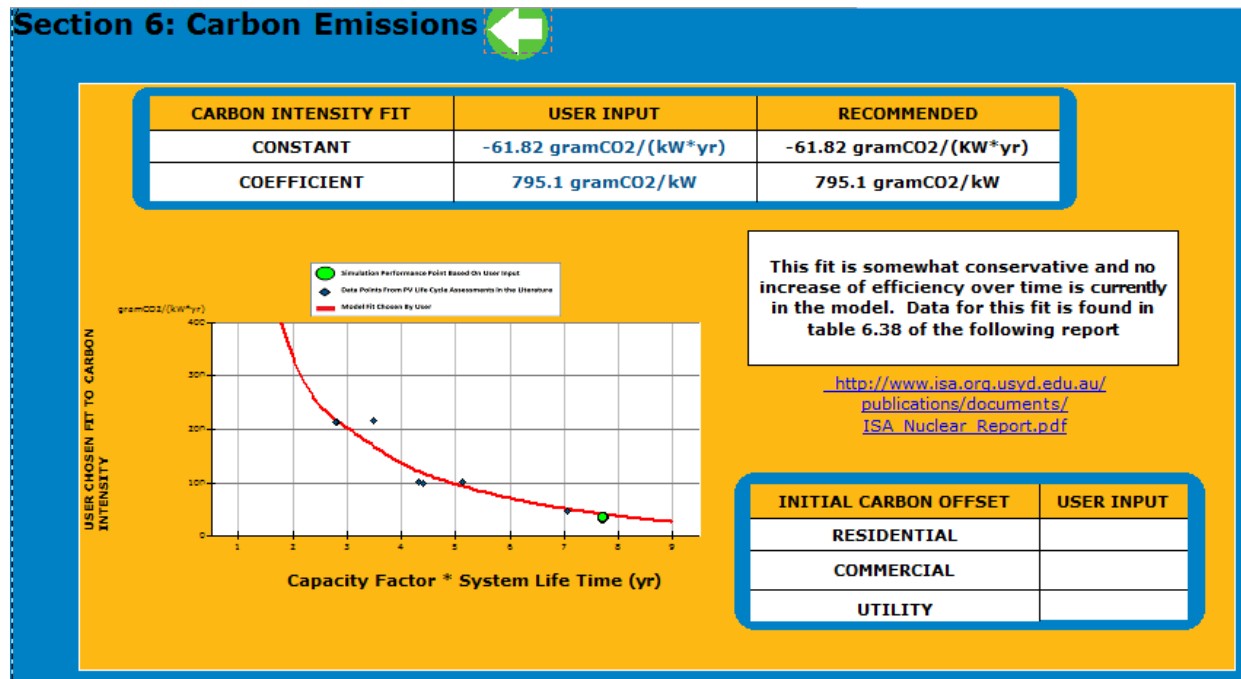 Section 6: Carbon Emissions
CARBON INTENSITY FIT USER INPUT RECOMMENDED
CONSTANT -61.82 gramCO2/(kW*yr) -61.82 gramCO2/(KW*yr)
COEFFICIENT 795.1 gramCO2/kW 795.1 gramCO2/kW
This fit is somewhat conservative and no
increase of efficiency over time is currently
in the model. Data for this fit is found in
table 6.38 of the following report
http://www.isa.org.usyd.edu.au/
publications/documents/
ISA_Nuclear_Report.pdf
Simulation Performance Point Based On User Input
Data Points From PV Life Cycle Assessments In the Literature
Model Fit Chosen By User
gramCO2/(kW*yr)
USER CHOSEN FIT TO CARBON
INTENSITY
400
300
200
100
0
1 2 3 4 5 6 7 8 9
Capacity Factor * System Life Time (yr)
INITIAL CARBON OFFSET USER INPUT
RESIDENTIAL
COMMERCIAL
UTILITY